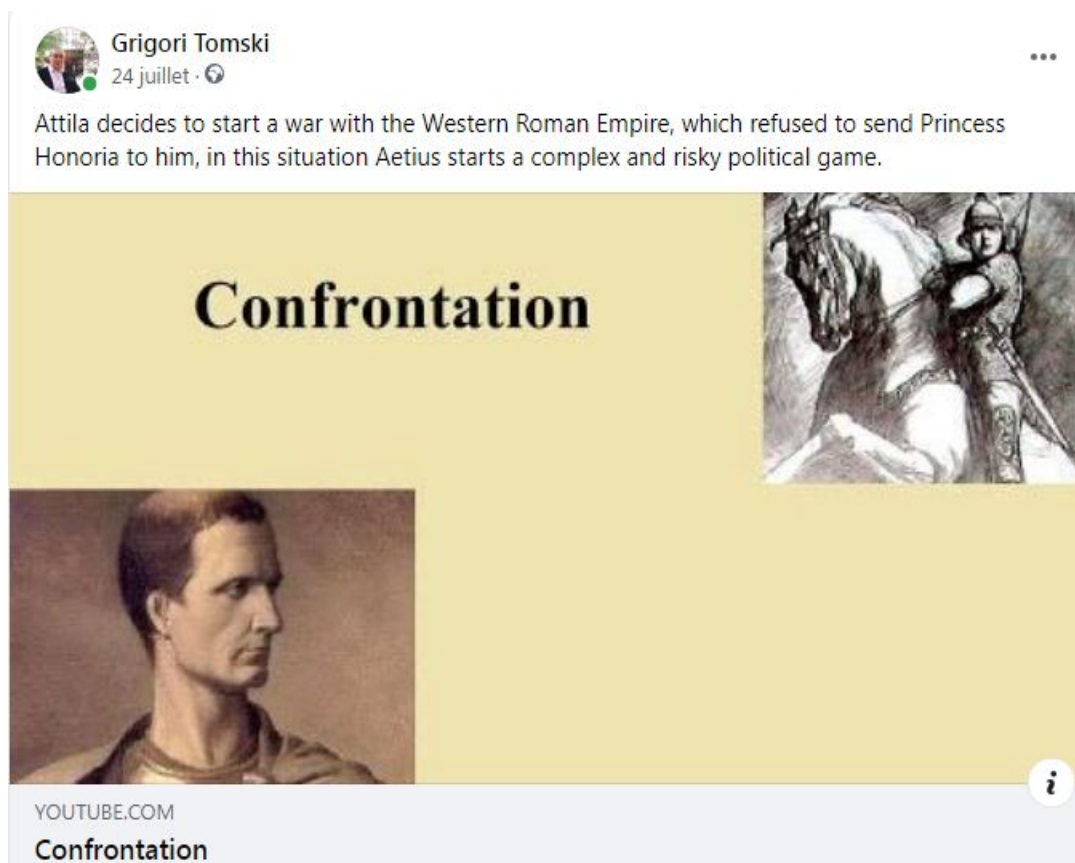 Grigori Tomski
24 juillet ·
Attila decides to start a war with the Western Roman Empire, which refused to send Princess
Honoria to him, in this situation Aetius starts a complex and risky political game.
Confrontation
YOUTUBE.COM
Confrontation